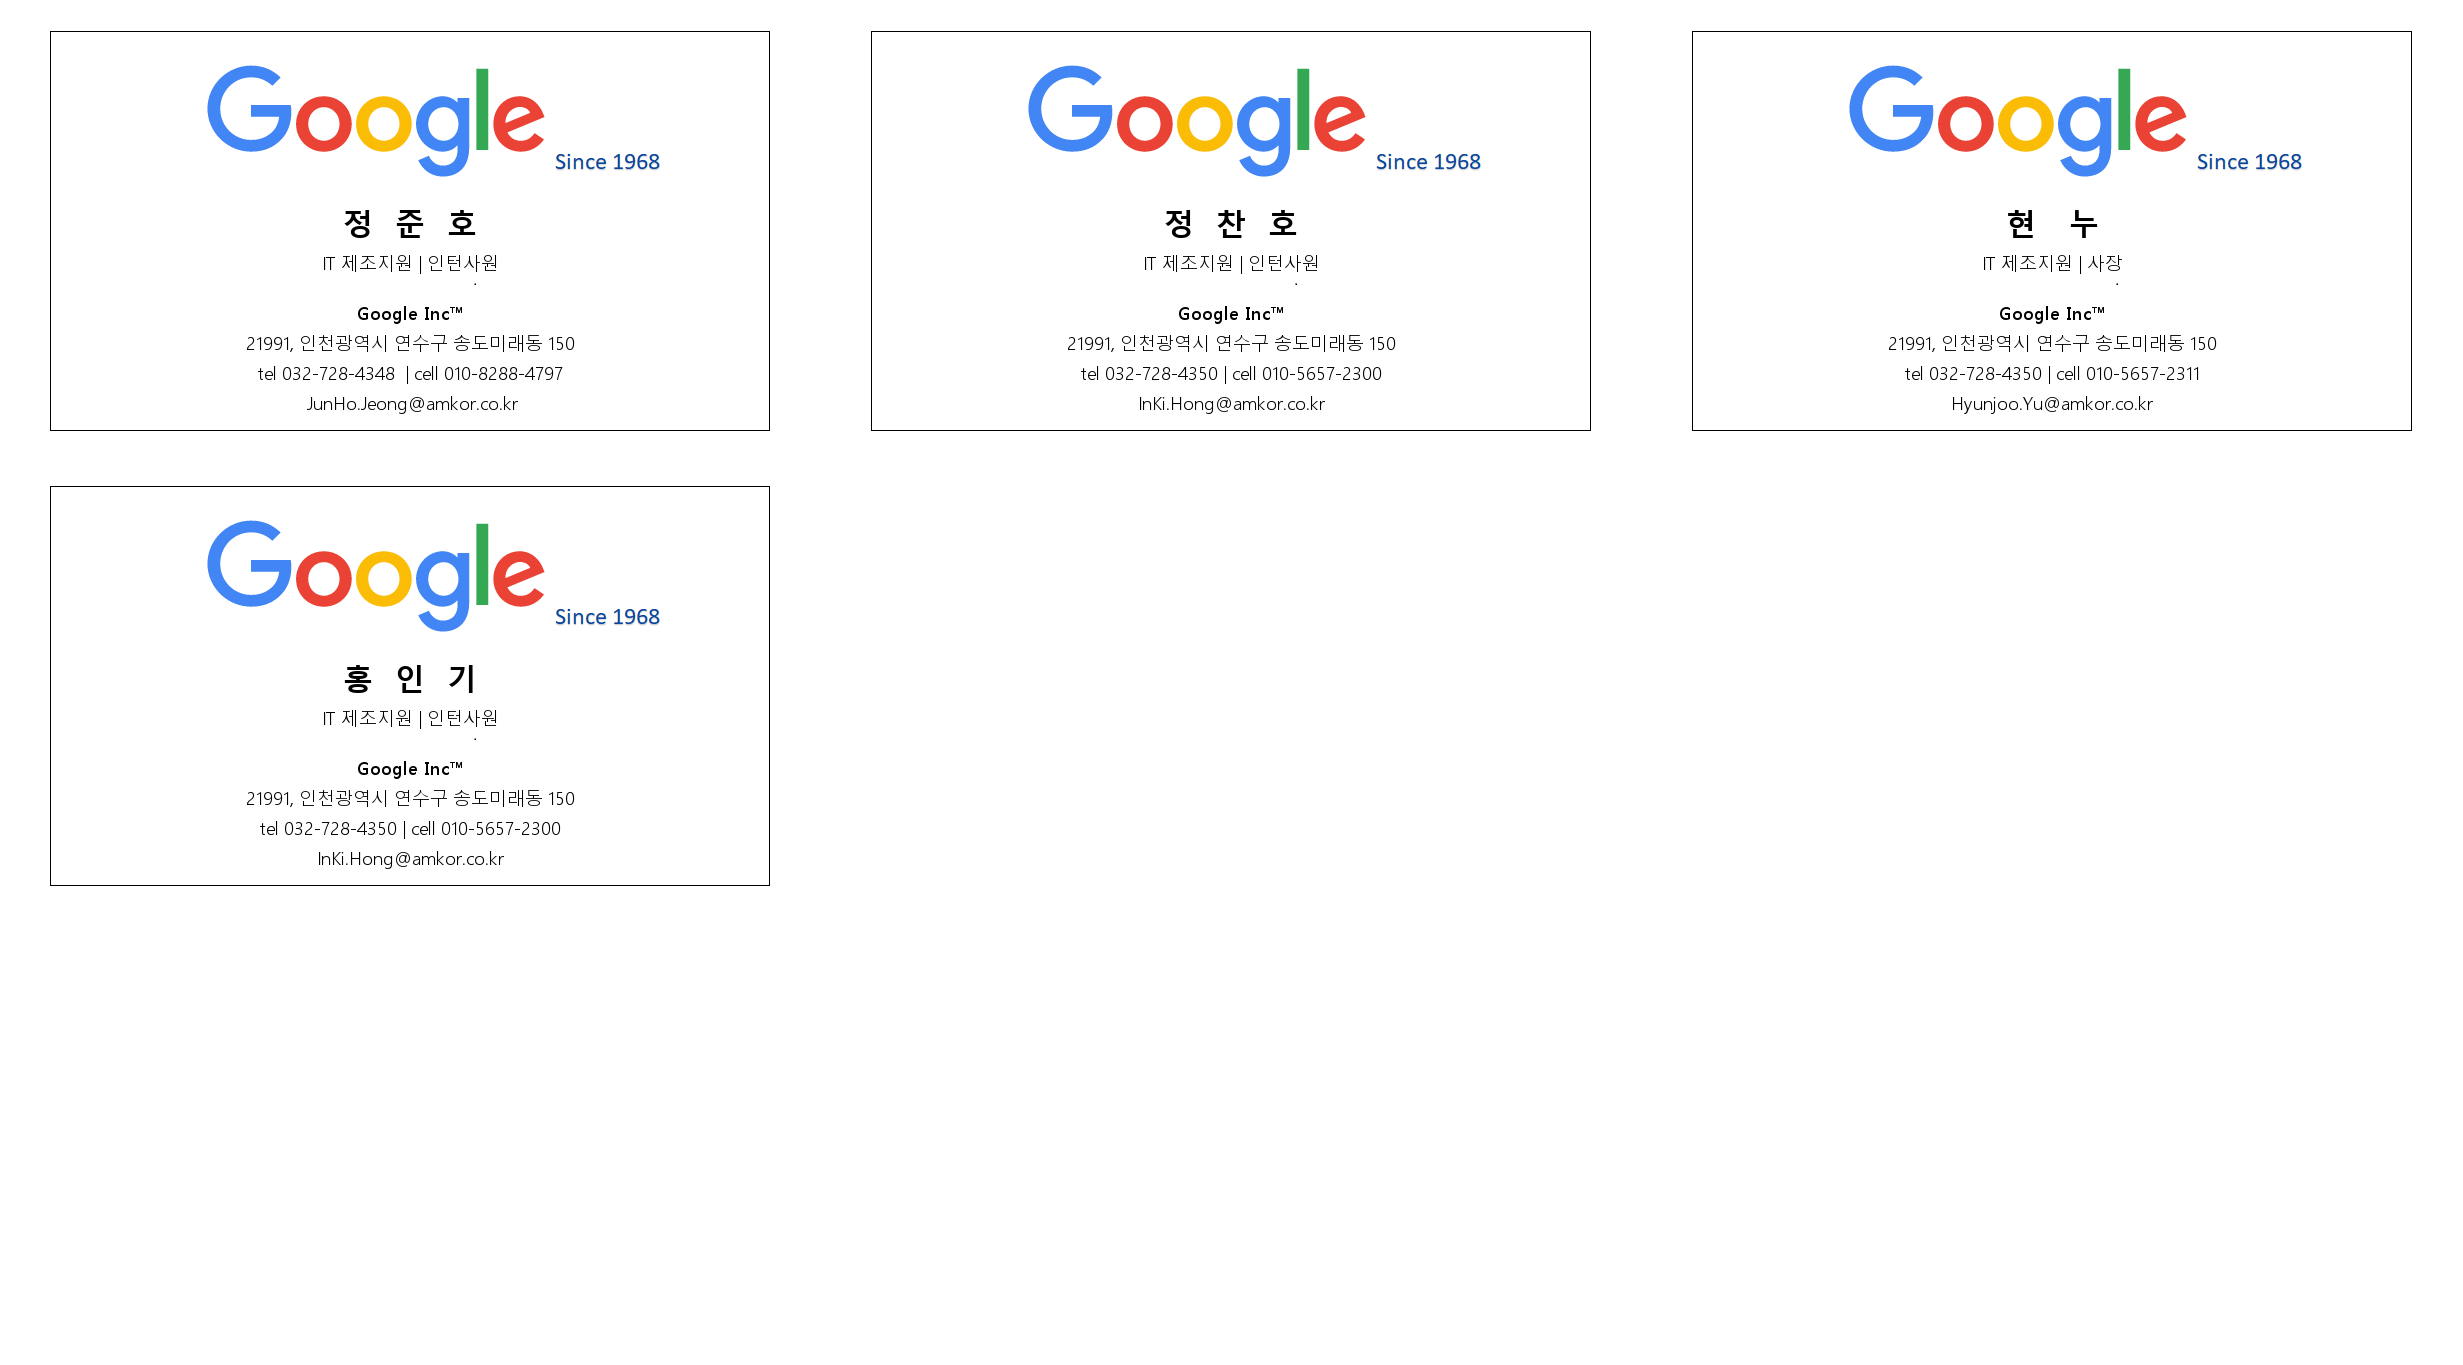 Google Since 1968
정 준 호
IT 제조지원 | 인턴사원
.
Google Inc™
21991, 인천광역시 연수구 송도미래동 150
tel 032-728-4348 | cell 010-8288-4797
JunHo.Jeong@amkor.co.kr
Google Since 1968
정 찬 호
IT 제조지원 | 인턴사원
.
Google Inc™
21991, 인천광역시 연수구 송도미래동 150
tel 032-728-4350 | cell 010-5657-2300
InKi.Hong@amkor.co.kr
Google Since 1968
현 누
IT 제조지원 | 사장
.
Google Inc™
21991, 인천광역시 연수구 송도미래동 150
tel 032-728-4350 | cell 010-5657-2311
Hyunjoo.Yu@amkor.co.kr
Google Since 1968
홍 인 기
IT 제조지원 | 인턴사원
.
Google Inc™
21991, 인천광역시 연수구 송도미래동 150
tel 032-728-4350 | cell 010-5657-2300
InKi.Hong@amkor.co.kr